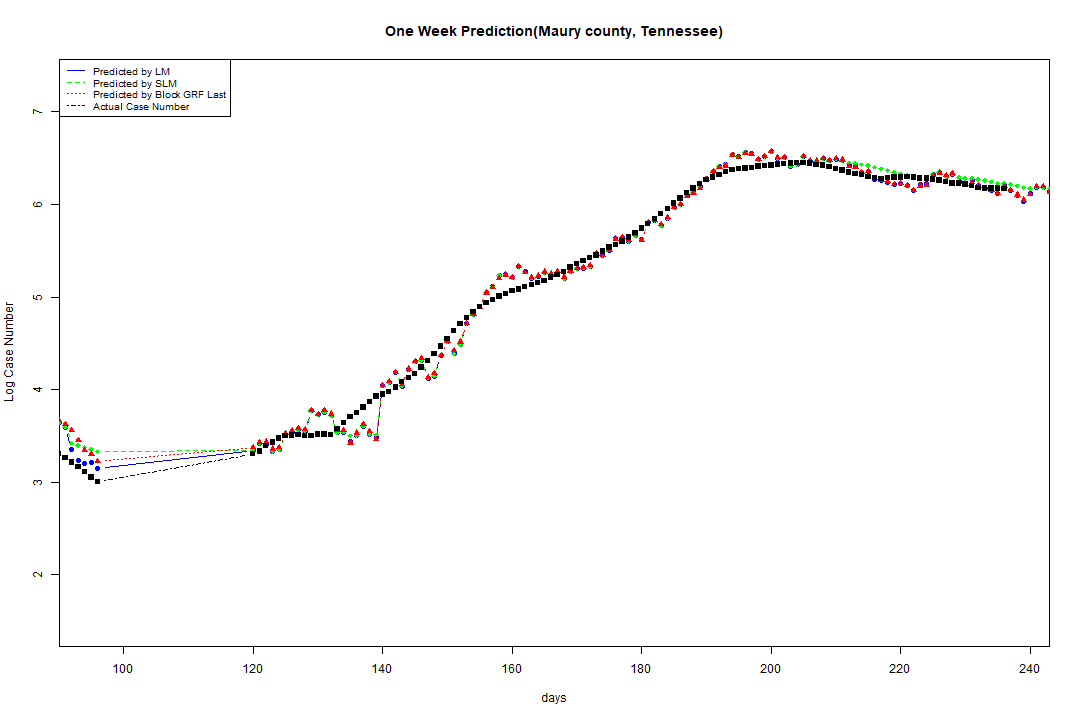 One Week Prediction(Maury county, Tennessee)
Predicted by LM
Predicted by SLM
Predicted by Block GRF Last
Actual Case Number
7
6
5
4
3
2
Log Case Number
100 120 140 160 180 200 220 240
days